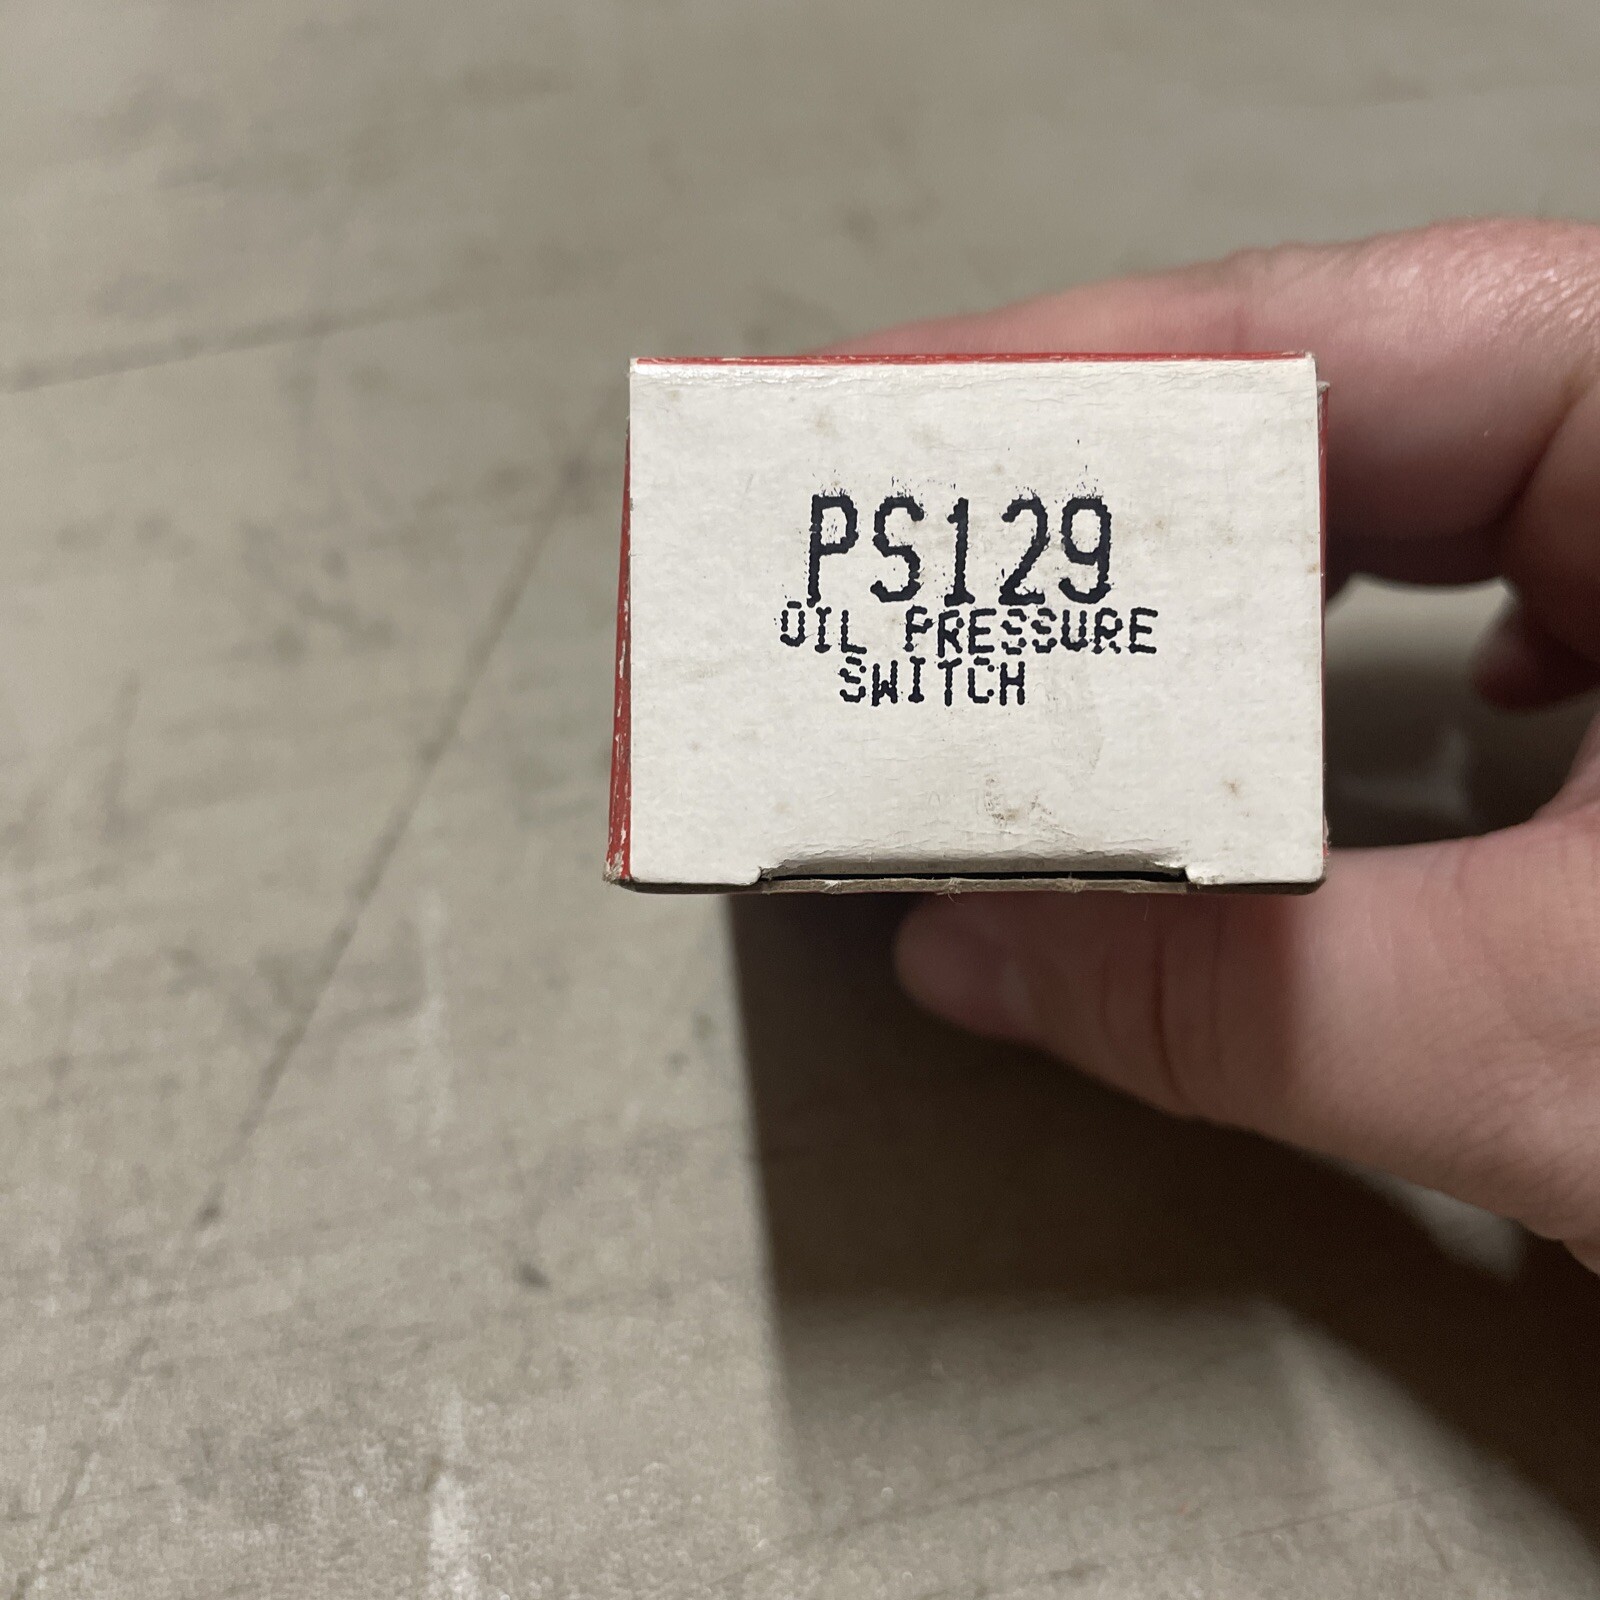 PS129
OIL PRESSURE
SWITCH